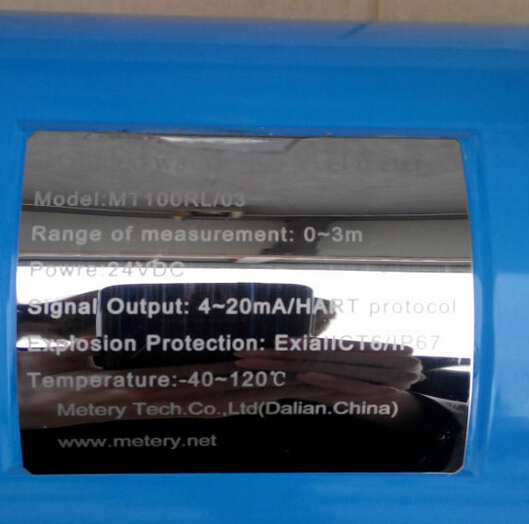 Model:MT100RL/03
Range of measurement: 0~3m
Powre:24VDC
Signal Output: 4~20mA/HART protocol
Explosion Protection: ExiaIICT6/IP67
Temperature:-40~120℃
Metery Tech.Co.,Ltd(Dalian.China)
www.metery.net